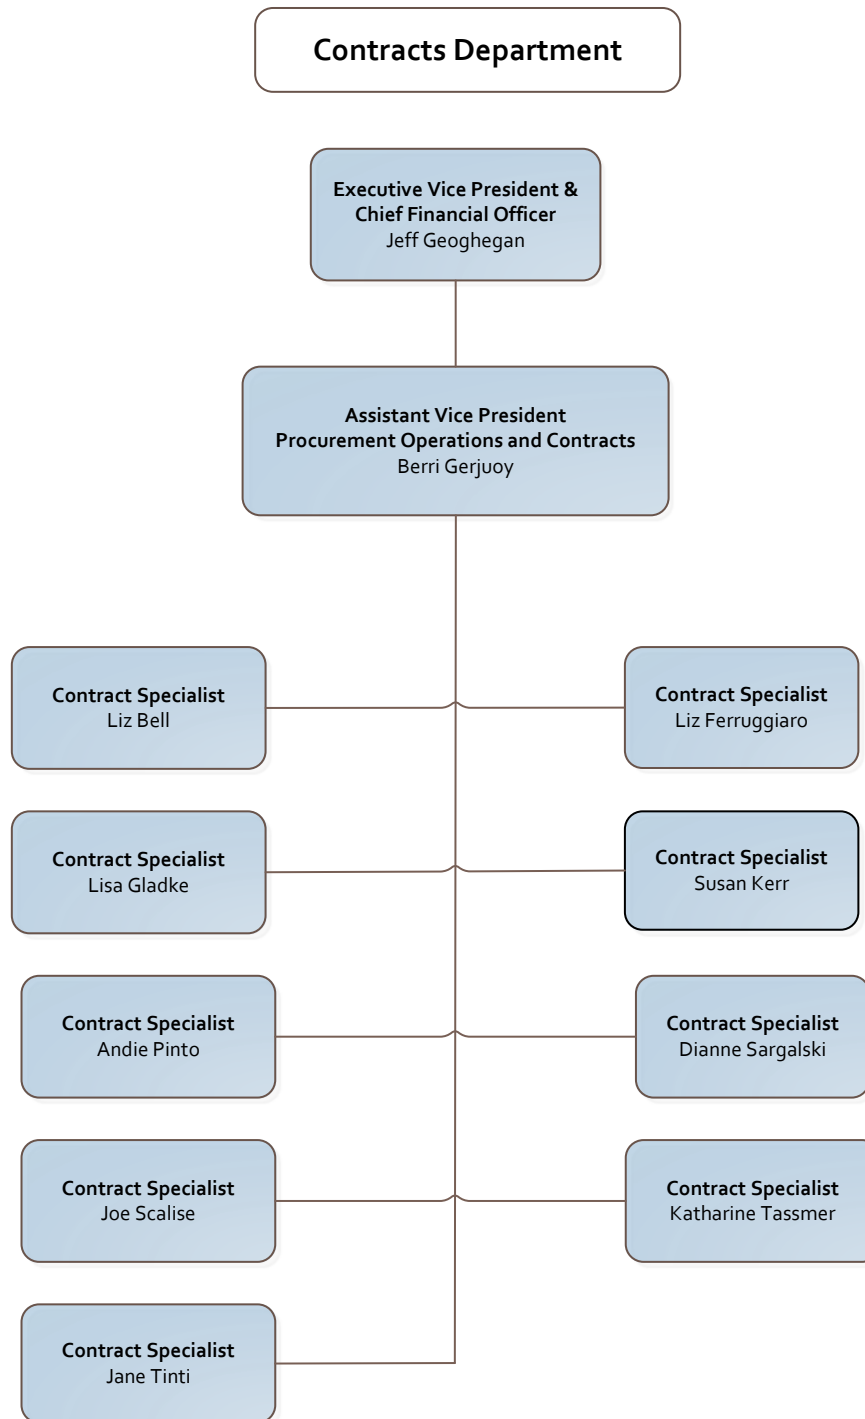 Contracts Department
Executive Vice President &
Chief Financial Officer
Jeff Geoghegan
Assistant Vice President
Procurement Operations and Contracts
Berri Gerjuoy
Contract Specialist
Liz Bell
Contract Specialist
Liz Ferruggiaro
Contract Specialist
Lisa Gladke
Contract Specialist
Susan Kerr
Contract Specialist
Andie Pinto
Contract Specialist
Dianne Sargalski
Contract Specialist
Joe Scalise
Contract Specialist
Katharine Tassmer
Contract Specialist
Jane Tinti